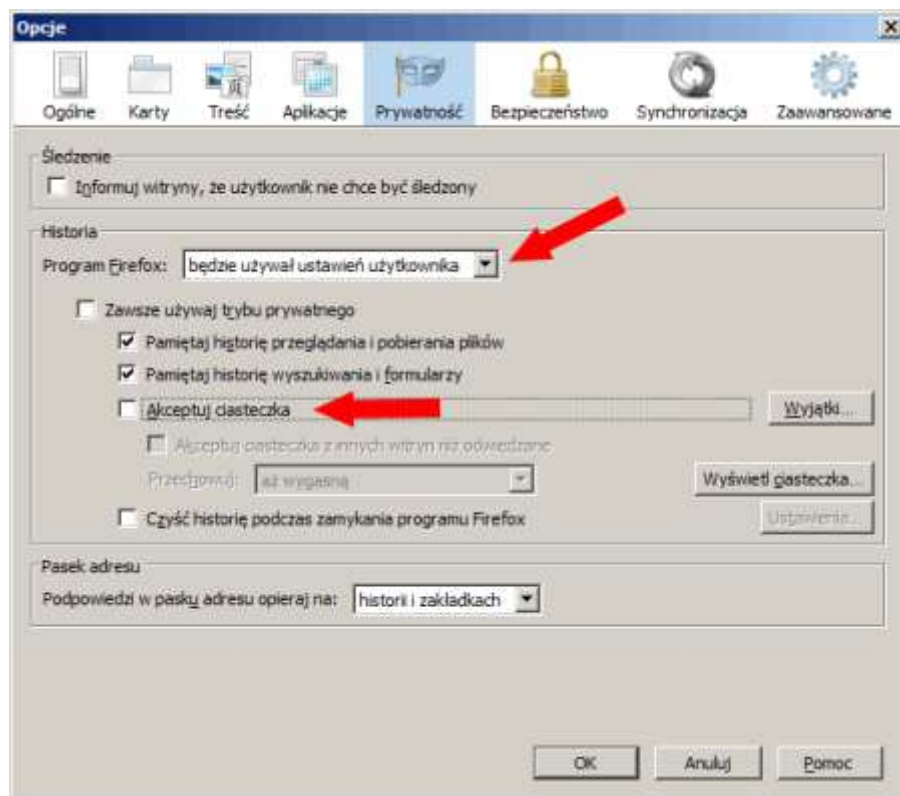 Opcje
Ogólne Karty Treść Aplikacje Prywatność Bezpieczeństwo Synchronizacja Zaawansowane
Śledzenie
Informuj witryny, że użytkownik nie chce być śledzony
Historia
Program Firefox: będzie używał ustawień użytkownika
Zawsze używaj trybu prywatnego
Pamiętaj historię przeglądania i pobierania plików
Pamiętaj historię wyszukiwania i formularzy
Akceptuj ciasteczka Wyjątki...
Akceptuj ciasteczka z innych witryn niż odwiedzane
Przechowuj: aż wygasną Wyświetl ciasteczka...
Czyść historię podczas zamykania programu Firefox Ustawienia...
Pasek adresu
Podpowiedzi w pasku adresu opieraj na: historii i zakładkach
OK Anuluj Pomoc